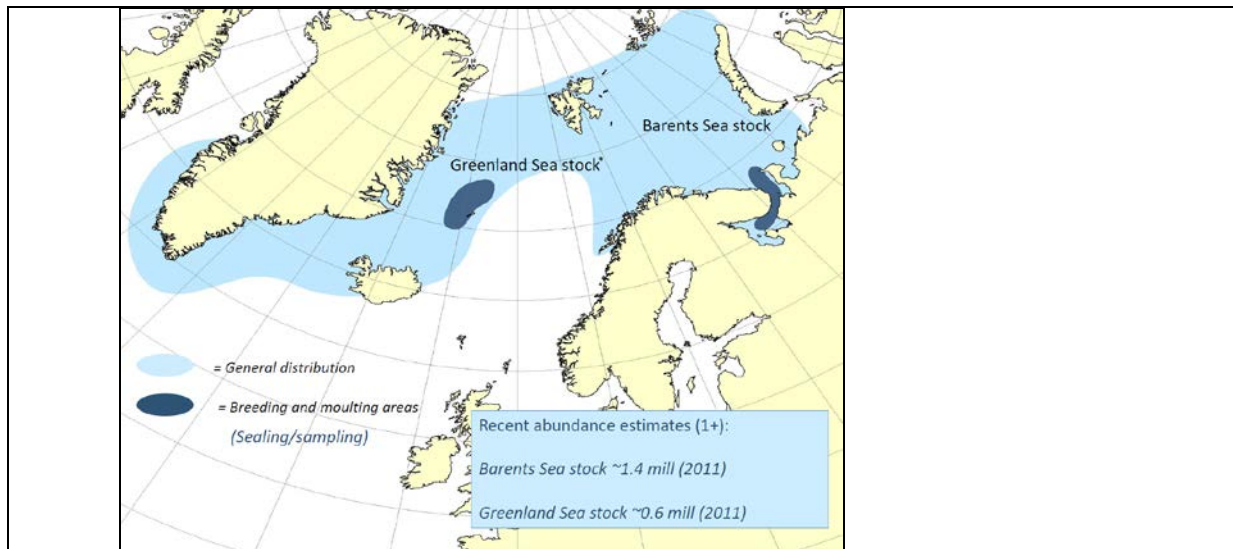 Barents Sea stock
Greenland Sea stock*
= General distribution
= Breeding and moulting areas
(Sealing/sampling)
Recent abundance estimates (1+):
Barents Sea stock ~1.4 mill (2011)
Greenland Sea stock ~0.6 mill (2011)